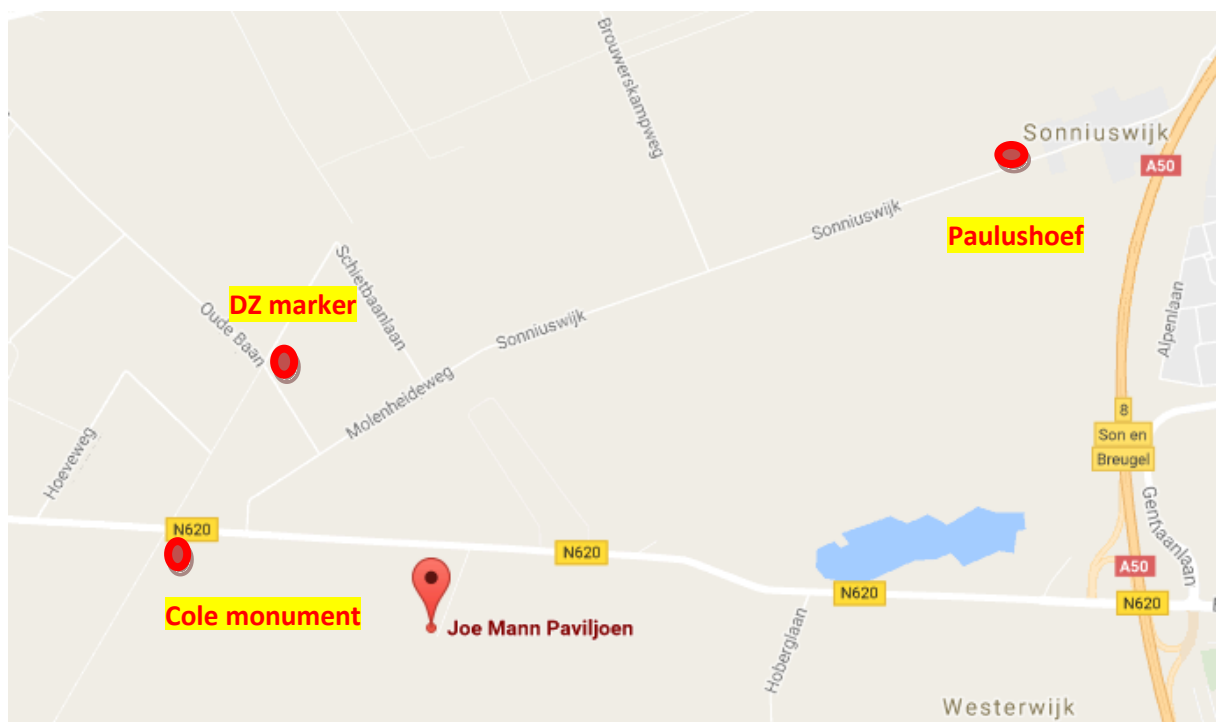 Brouwerskampweg
Sonniuswijk
A50
Sonniuswijk
Paulushoef
Schietbaanlaan
DZ marker
Oude Baan
Sonniuswijk
Alpenlaan
Molenheideweg
8
Son en
Breugel
Hoeveweg
Gentiaanlaan
N620
N620
A50
N620
N620
Cole monument
Joe Mann Paviljoen
Hoberglaan
Westerwijk